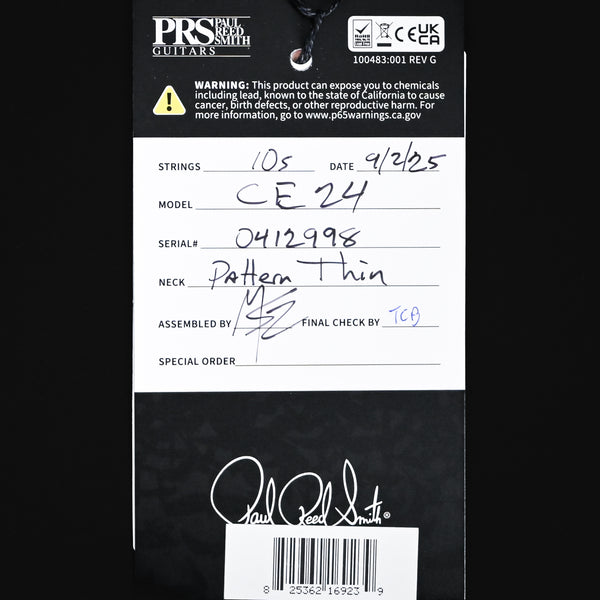 PRS PAUL REED SMITH
GUITARS
RoHS
CE UK CA
100483:001 REV G
WARNING: This product can expose you to chemicals
including lead, known to the state of California to cause
cancer, birth defects, or other reproductive harm. For
more information, go to www.p65warnings.ca.gov
STRINGS 10s DATE 9/2/25
MODEL CE 24
SERIAL# 0412998
NECK Pattern Thin
ASSEMBLED BY FINAL CHECK BY TCB
SPECIAL ORDER
Paul Reed Smith®
8 25362 16923 9